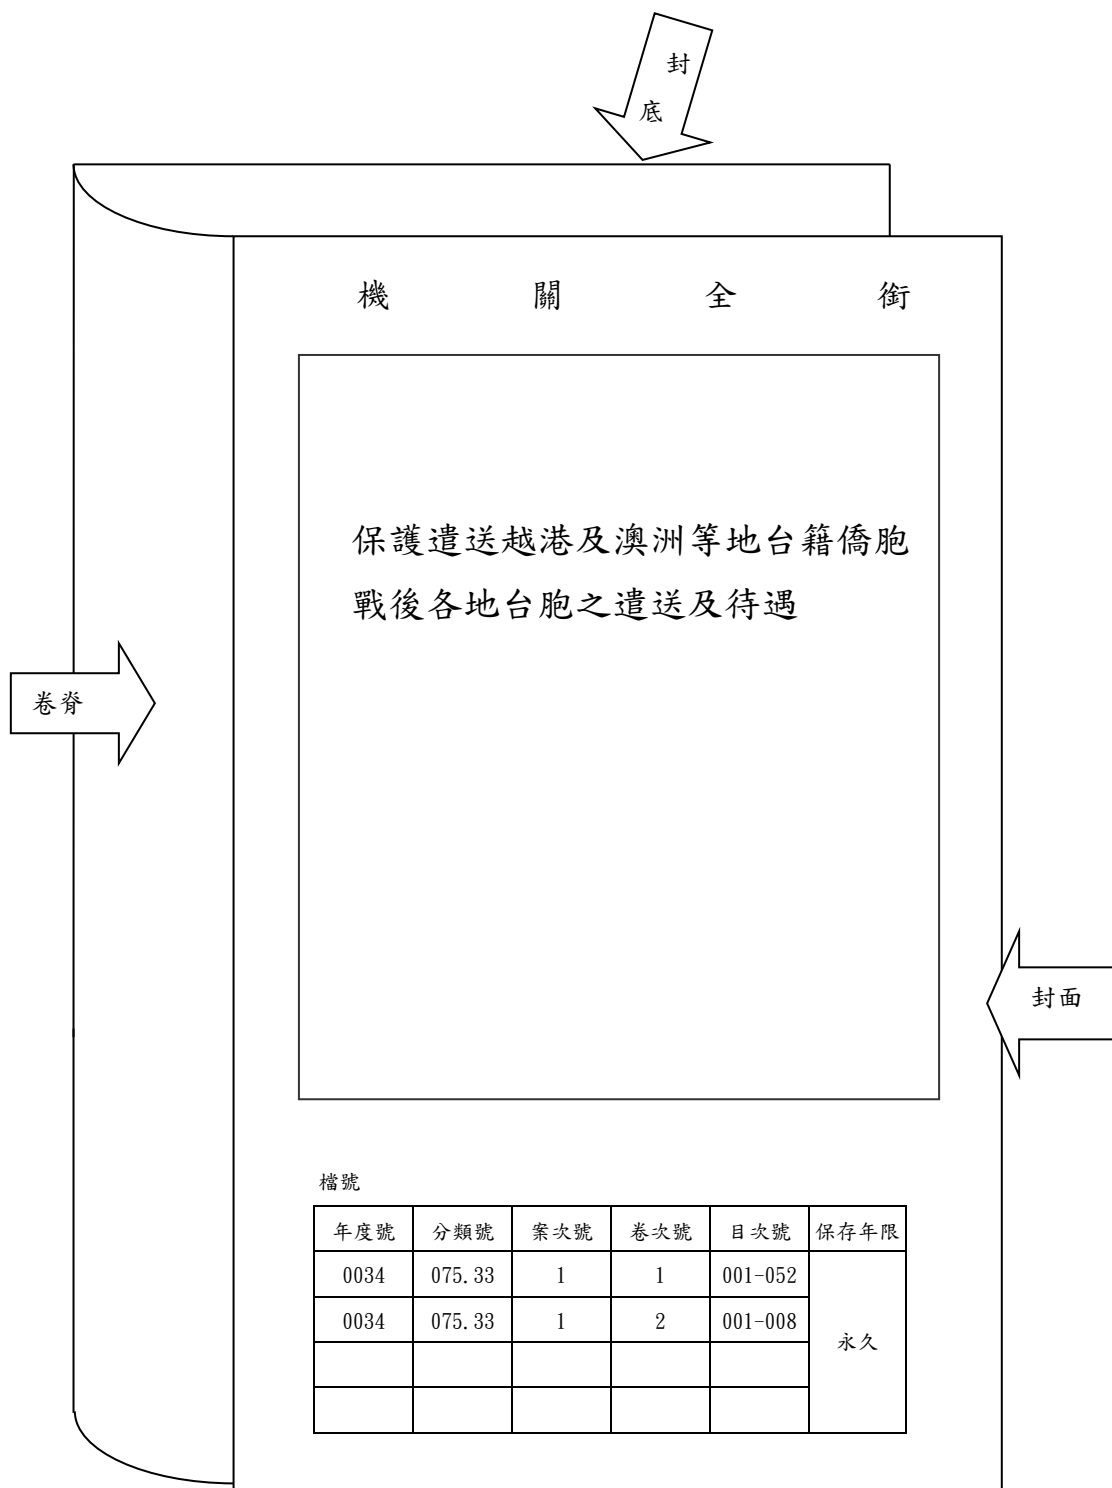 封
底
機關全銜
保護遣送越港及澳洲等地台籍僑胞
戰後各地台胞之遣送及待遇
卷脊
封面
檔號
年度號 分類號 案次號 卷次號 目次號 保存年限
0034 075.33 1 1 001-052
0034 075.33 1 2 001-008
永久